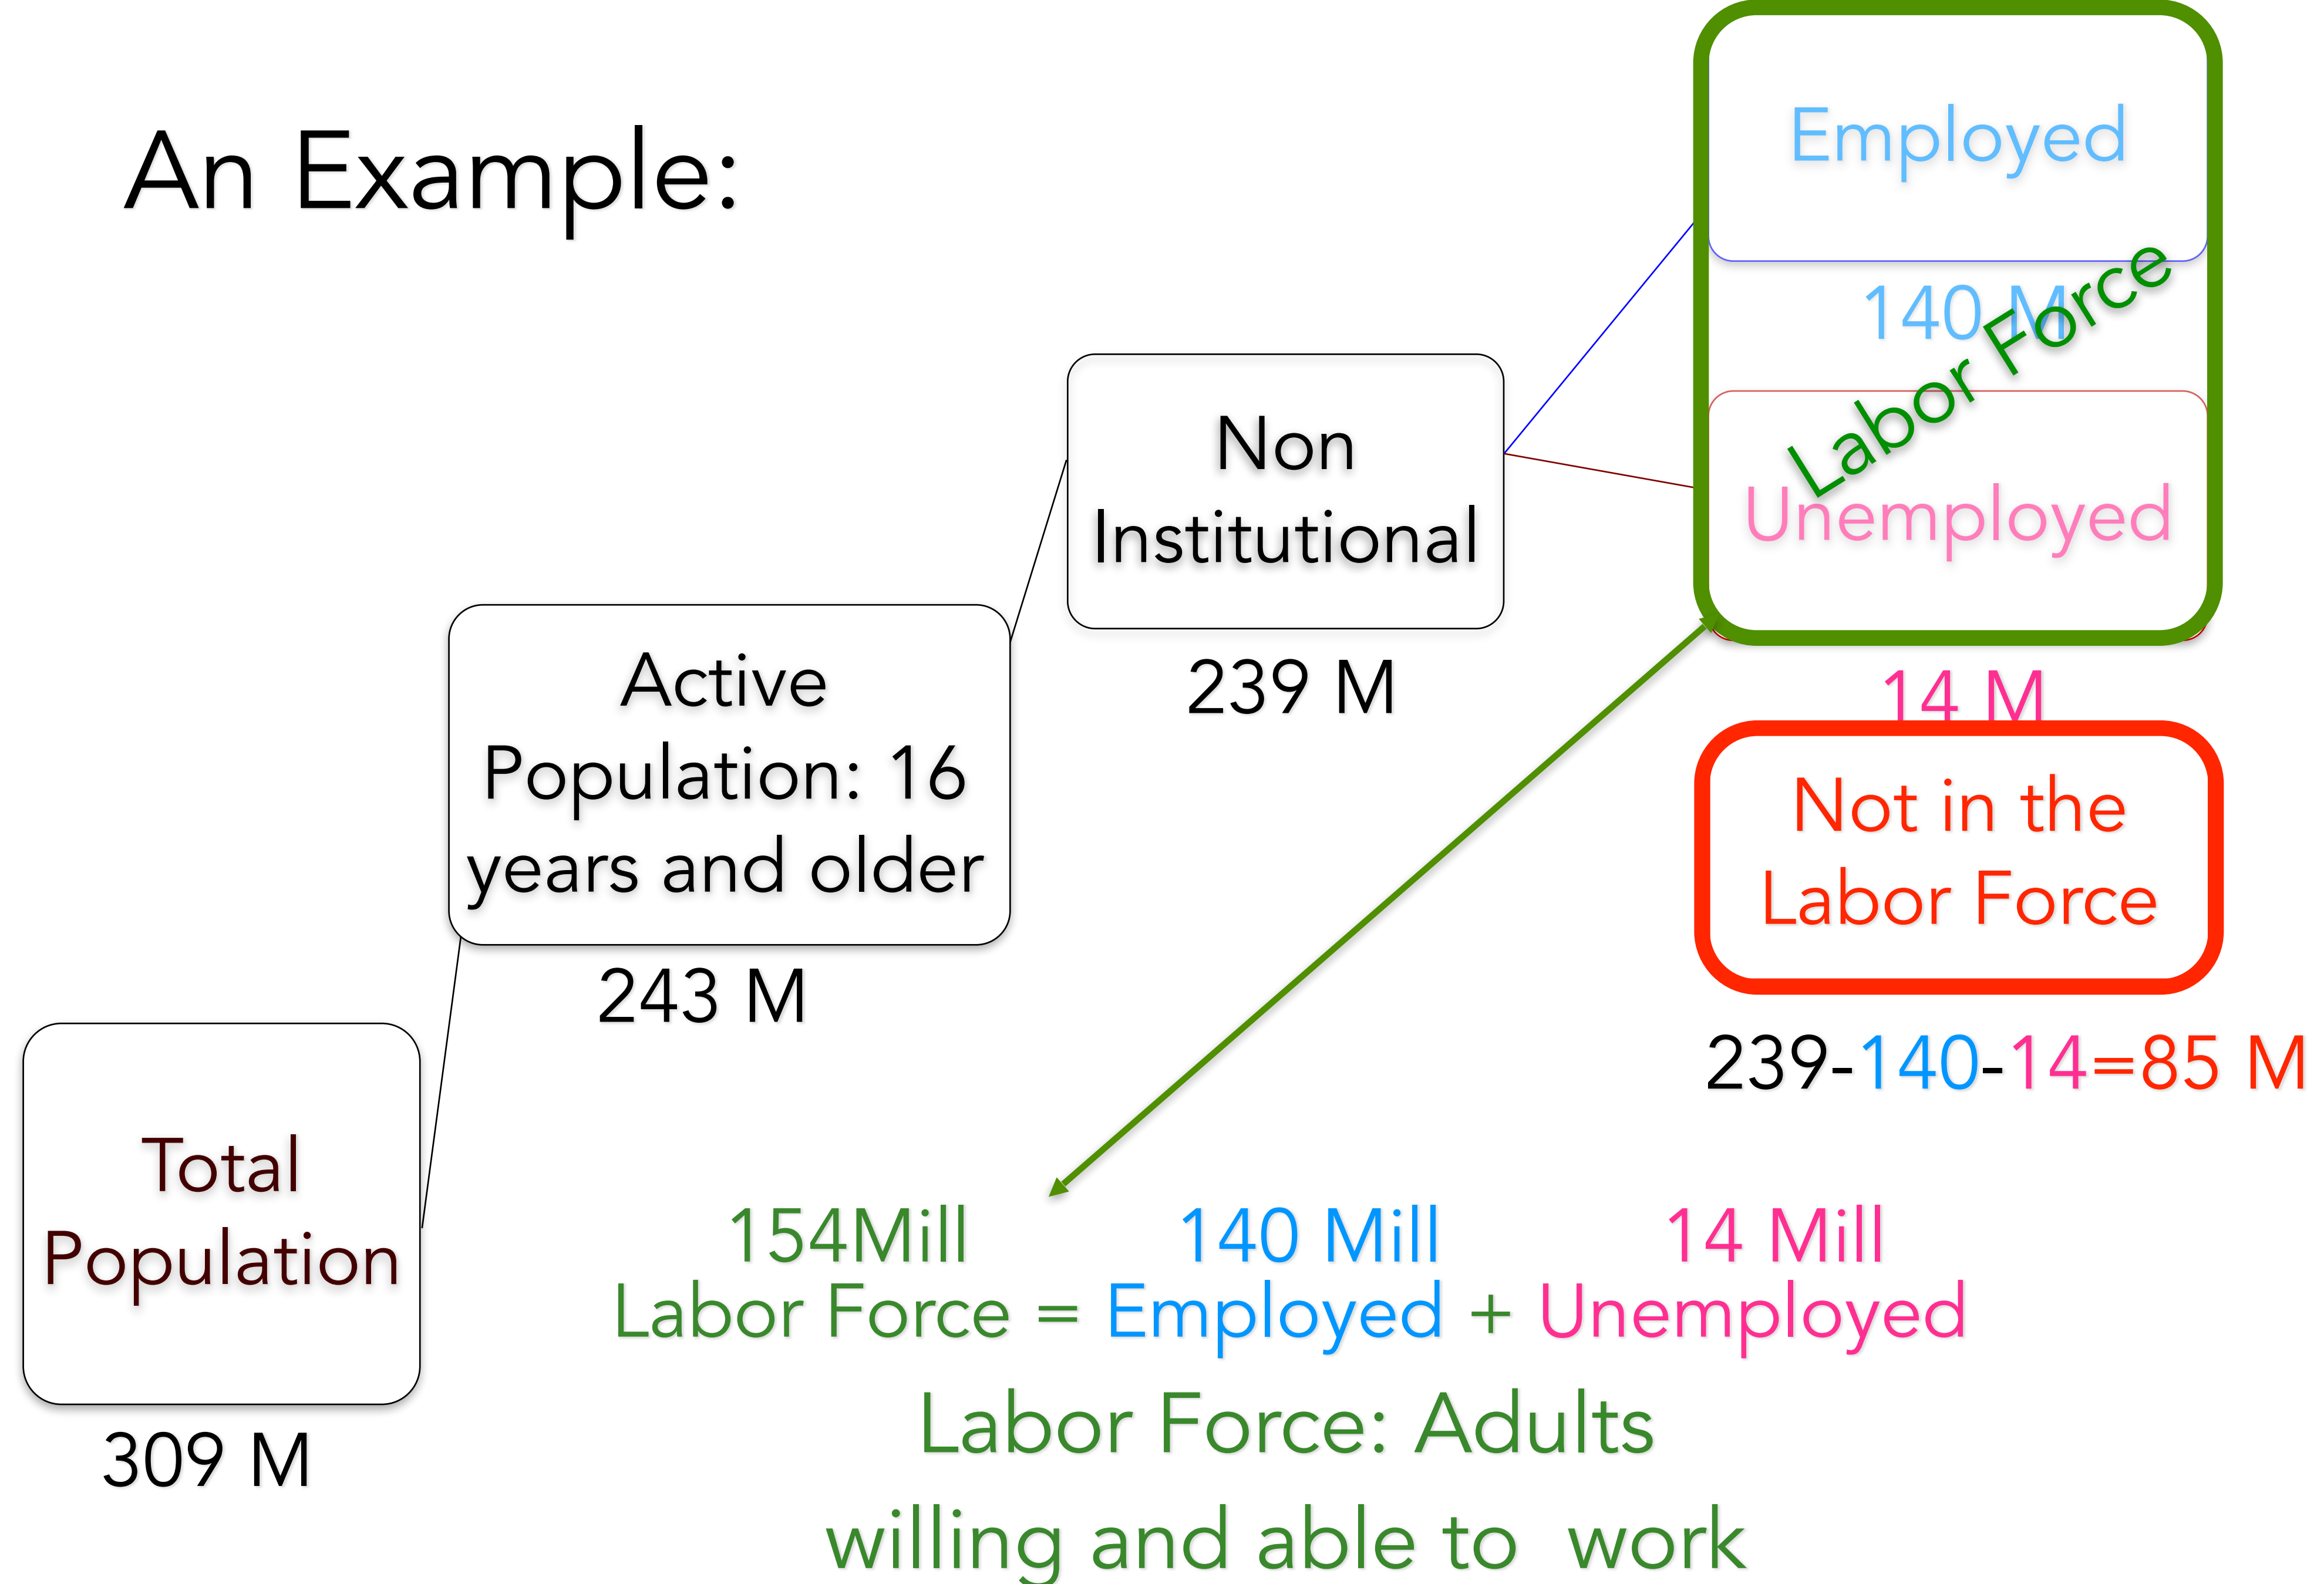 An Example:
Employed
140 M
Labor Force
Unemployed
14 M
Non
Institutional
239 M
Active
Population: 16
years and older
243 M
Not in the
Labor Force
239-140-14=85 M
Total
Population
309 M
154Mill 140 Mill 14 Mill
Labor Force = Employed + Unemployed
Labor Force: Adults
willing and able to work